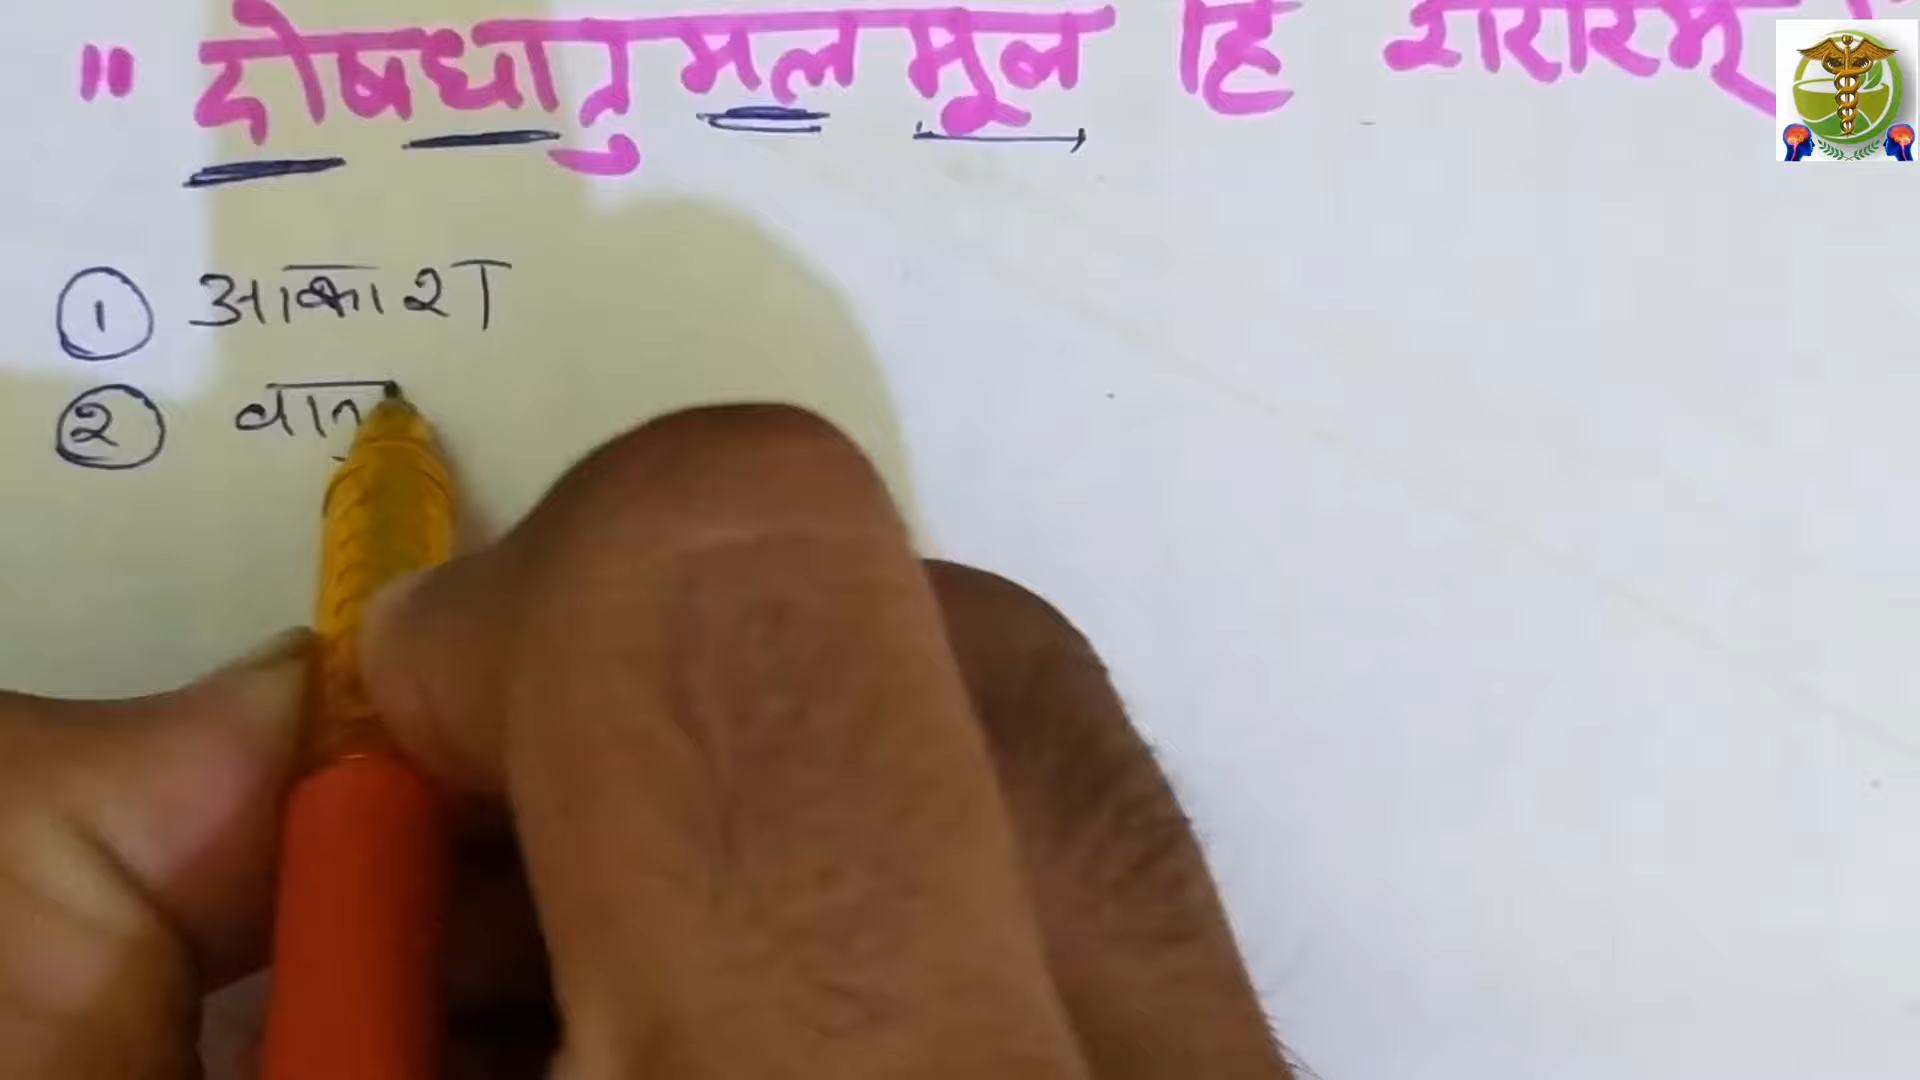 " दोषधातुमलमूल हि शरीरम्
① आकाश
② वायु